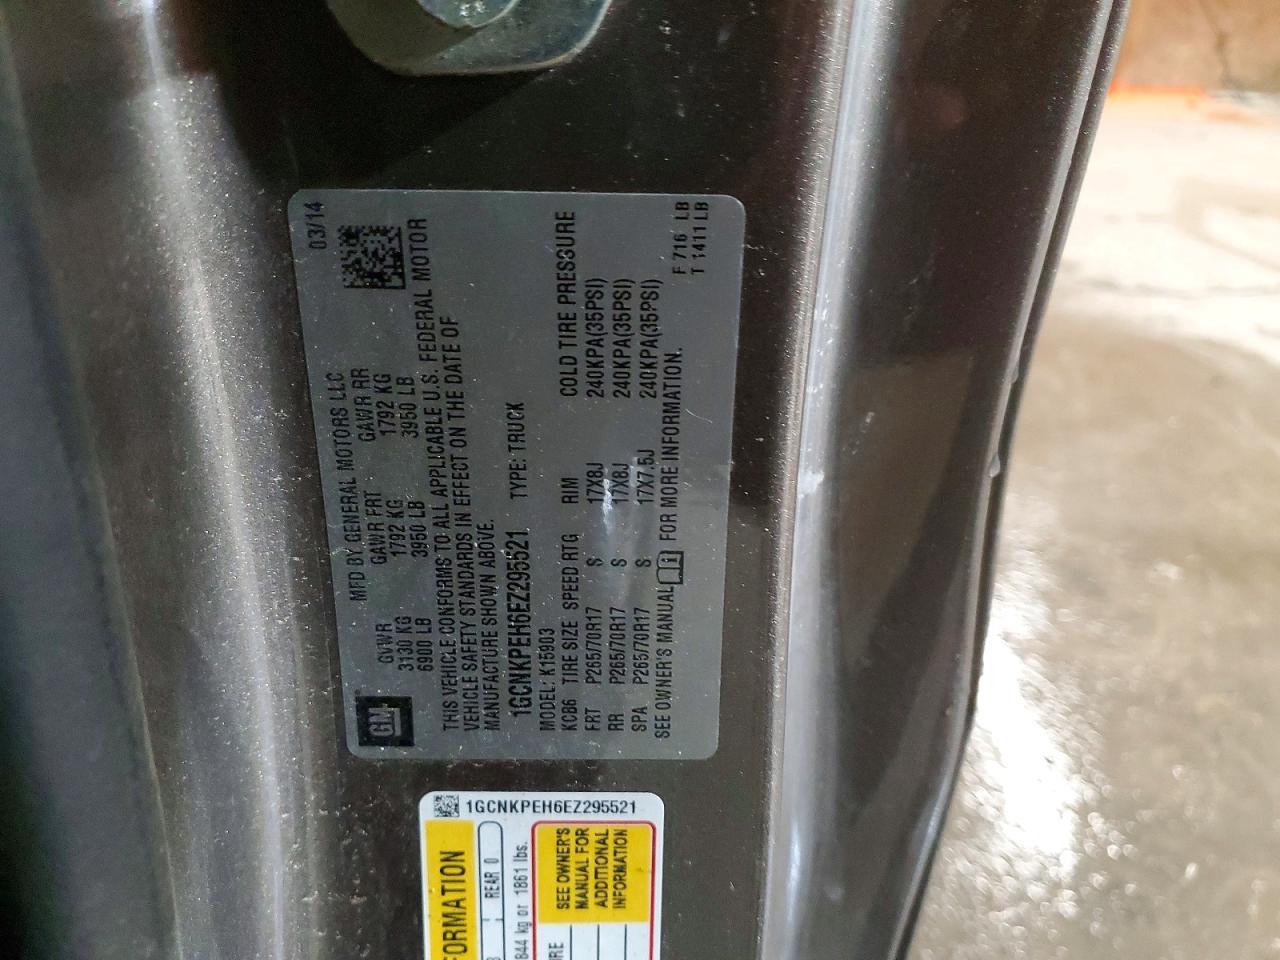 GM
MFD BY GENERAL MOTORS LLC 03/14
GVWR GAWR FRT GAWR RR
3130 KG 1792 KG 1792 KG
6900 LB 3950 LB 3950 LB
THIS VEHICLE CONFORMS TO ALL APPLICABLE U.S. FEDERAL MOTOR
VEHICLE SAFETY STANDARDS IN EFFECT ON THE DATE OF
MANUFACTURE SHOWN ABOVE.
1GCNKPEH6EZ295521 TYPE: TRUCK
MODEL: K15903
KC86 TIRE SIZE SPEED RTG RIM COLD TIRE PRESSURE
FRT P265/70R17 S 17X8J 240KPA(35PSI)
RR P265/70R17 S 17X8J 240KPA(35PSI)
SPA P265/70R17 S 17X7.5J 240KPA(35PSI)
SEE OWNER'S MANUAL FOR MORE INFORMATION.
F 716 LB
T 1411 LB
1GCNKPEH6EZ295521
FORMATION
REAR 0
844 kg or 1861 lbs.
SEE OWNER'S
MANUAL FOR
ADDITIONAL
INFORMATION